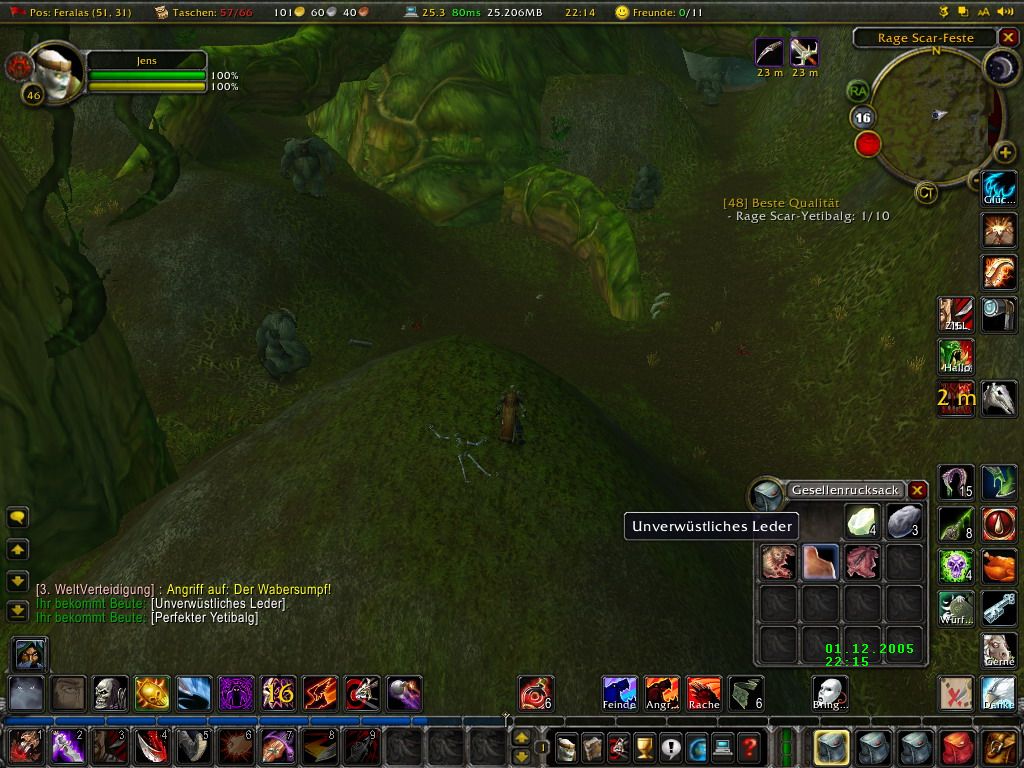 Pos: Feralas (51, 31) Taschen: 57/66 101 60 40 25.3 80ms 25.206MB 22:14 Freunde: 0/11
Rage Scar-Feste
N
Jens
100%
100%
46
23 m 23 m
RA
16
CT
[48] Beste Qualität
- Rage Scar-Yetibalg: 1/10
Hallo
2 m
Gesellenrucksack
15
4 3
Unverwüstliches Leder
8
4
[3. WeltVerteidigung] : Angriff auf: Der Wabersumpf!
Ihr bekommt Beute: [Unverwüstliches Leder]
Ihr bekommt Beute: [Perfekter Yetibalg]
Würf...
01.12.2005
22:15
Gerne
16 6 Feinde Angr... Rache 6 Bring... Danke
2 3 4 5 6 7 8 9 1